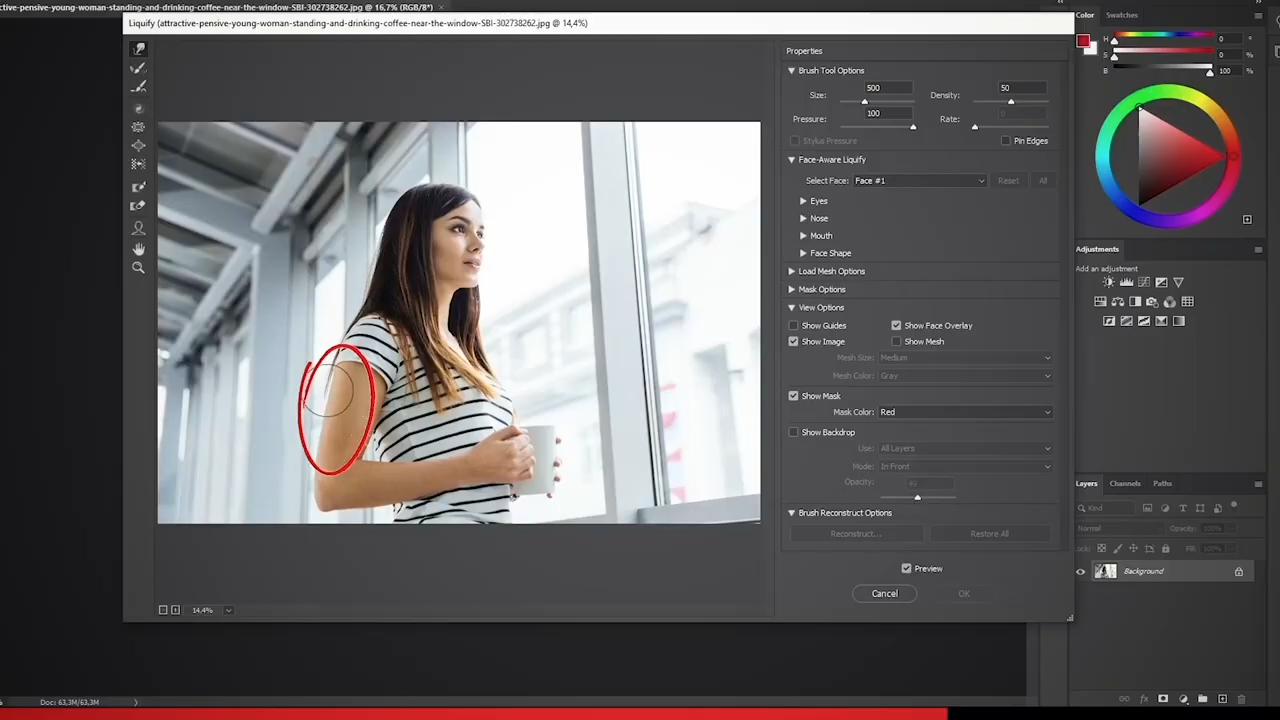 attractive-pensive-young-woman-standing-and-drinking-coffee-near-the-window-SBI-302738262.jpg @ 16,7% (RGB/8*) ×
Liquify (attractive-pensive-young-woman-standing-and-drinking-coffee-near-the-window-SBI-302738262.jpg @ 14,4%)
Color Swatches
H 0 °
S 0 %
B 100 %
Properties
Brush Tool Options
Size: 500 Density: 50
Pressure: 100 Rate: 0
Stylus Pressure Pin Edges
Face-Aware Liquify
Select Face: Face #1 Reset All
Eyes
Nose
Mouth
Face Shape
Load Mesh Options
Mask Options
View Options
Show Guides Show Face Overlay
Show Image Show Mesh
Mesh Size: Medium
Mesh Color: Gray
Show Mask
Mask Color: Red
Show Backdrop
Use: All Layers
Mode: In Front
Opacity:
Brush Reconstruct Options
Reconstruct... Restore All
Preview
Cancel OK
14.4%
Adjustments
Add an adjustment
Layers Channels Paths
Kind
Normal Opacity: 100%
Lock: Fill: 100%
Background
Doc: 63,3M/63,3M